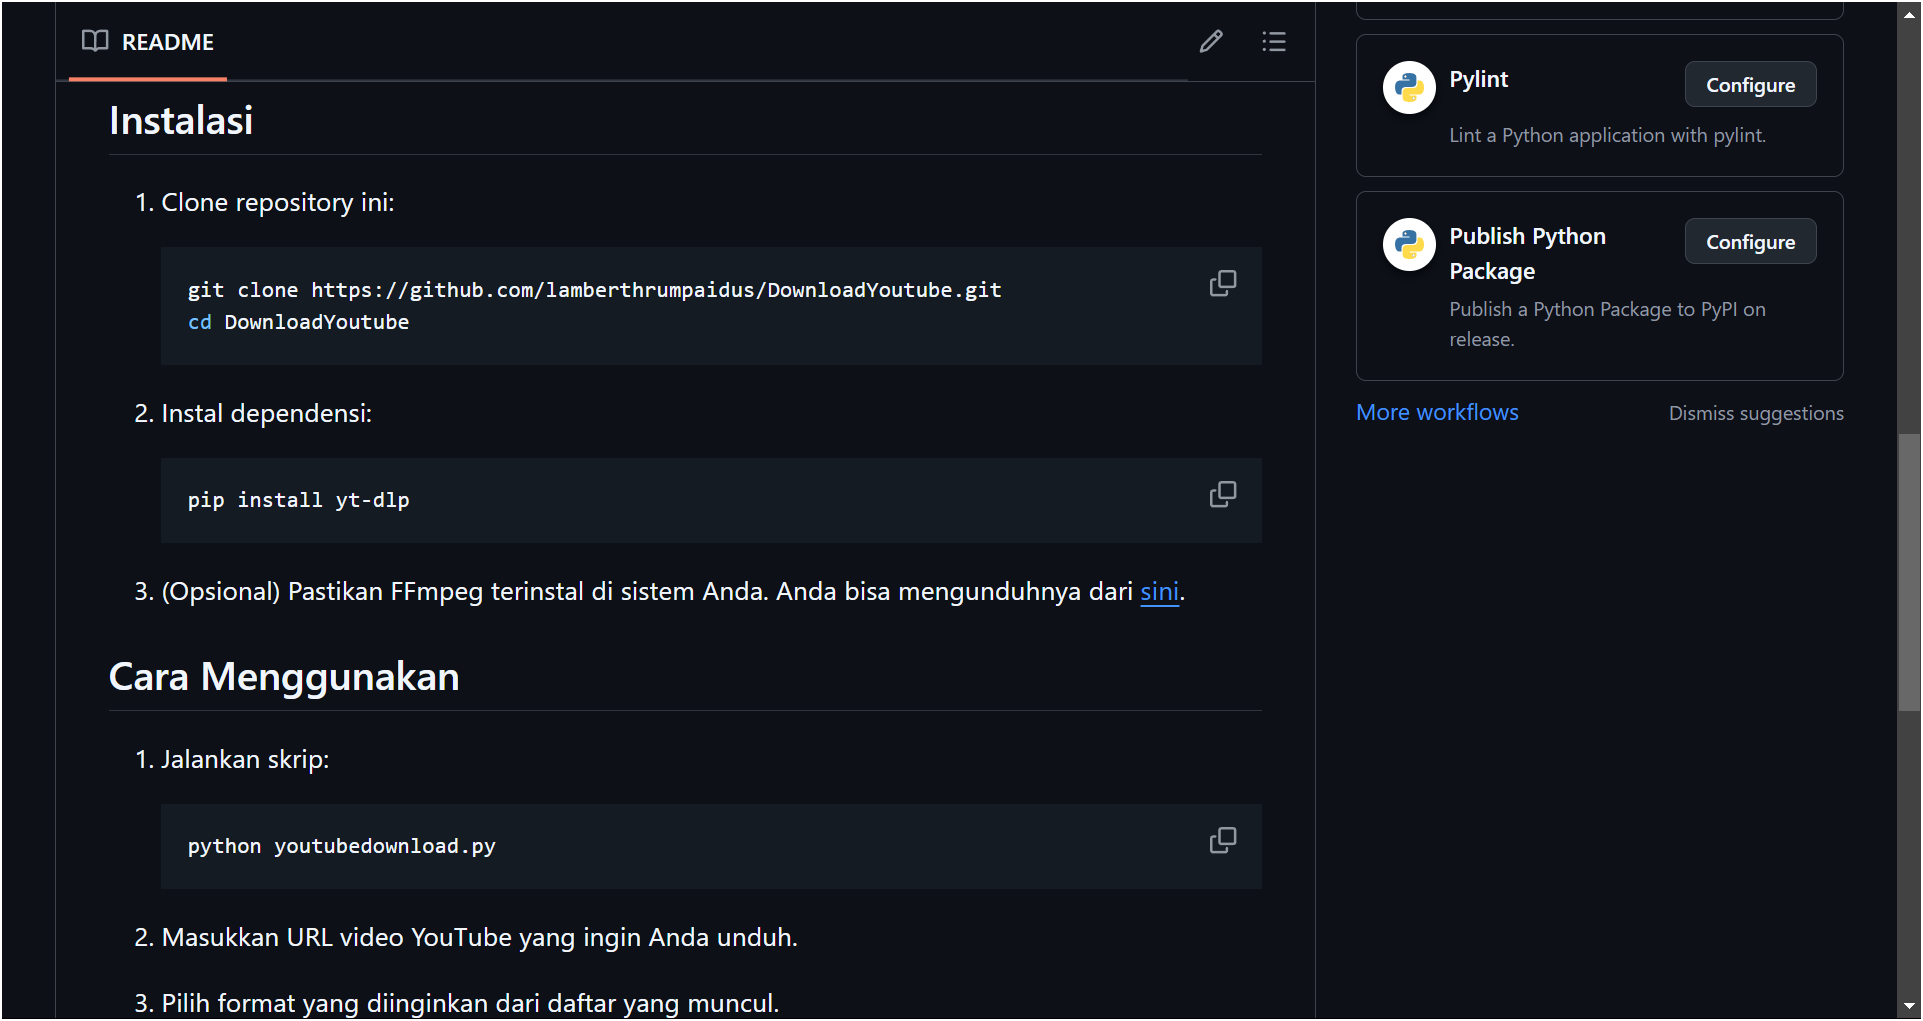 README
Instalasi
1. Clone repository ini:
git clone https://github.com/lamberthrumpaidus/DownloadYoutube.git
cd DownloadYoutube
2. Instal dependensi:
pip install yt-dlp
3. (Opsional) Pastikan FFmpeg terinstal di sistem Anda. Anda bisa mengunduhnya dari sini.
Cara Menggunakan
1. Jalankan skrip:
python youtubedownload.py
2. Masukkan URL video YouTube yang ingin Anda unduh.
3. Pilih format yang diinginkan dari daftar yang muncul.
Pylint
Configure
Lint a Python application with pylint.
Publish Python
Package
Configure
Publish a Python Package to PyPI on
release.
More workflows
Dismiss suggestions